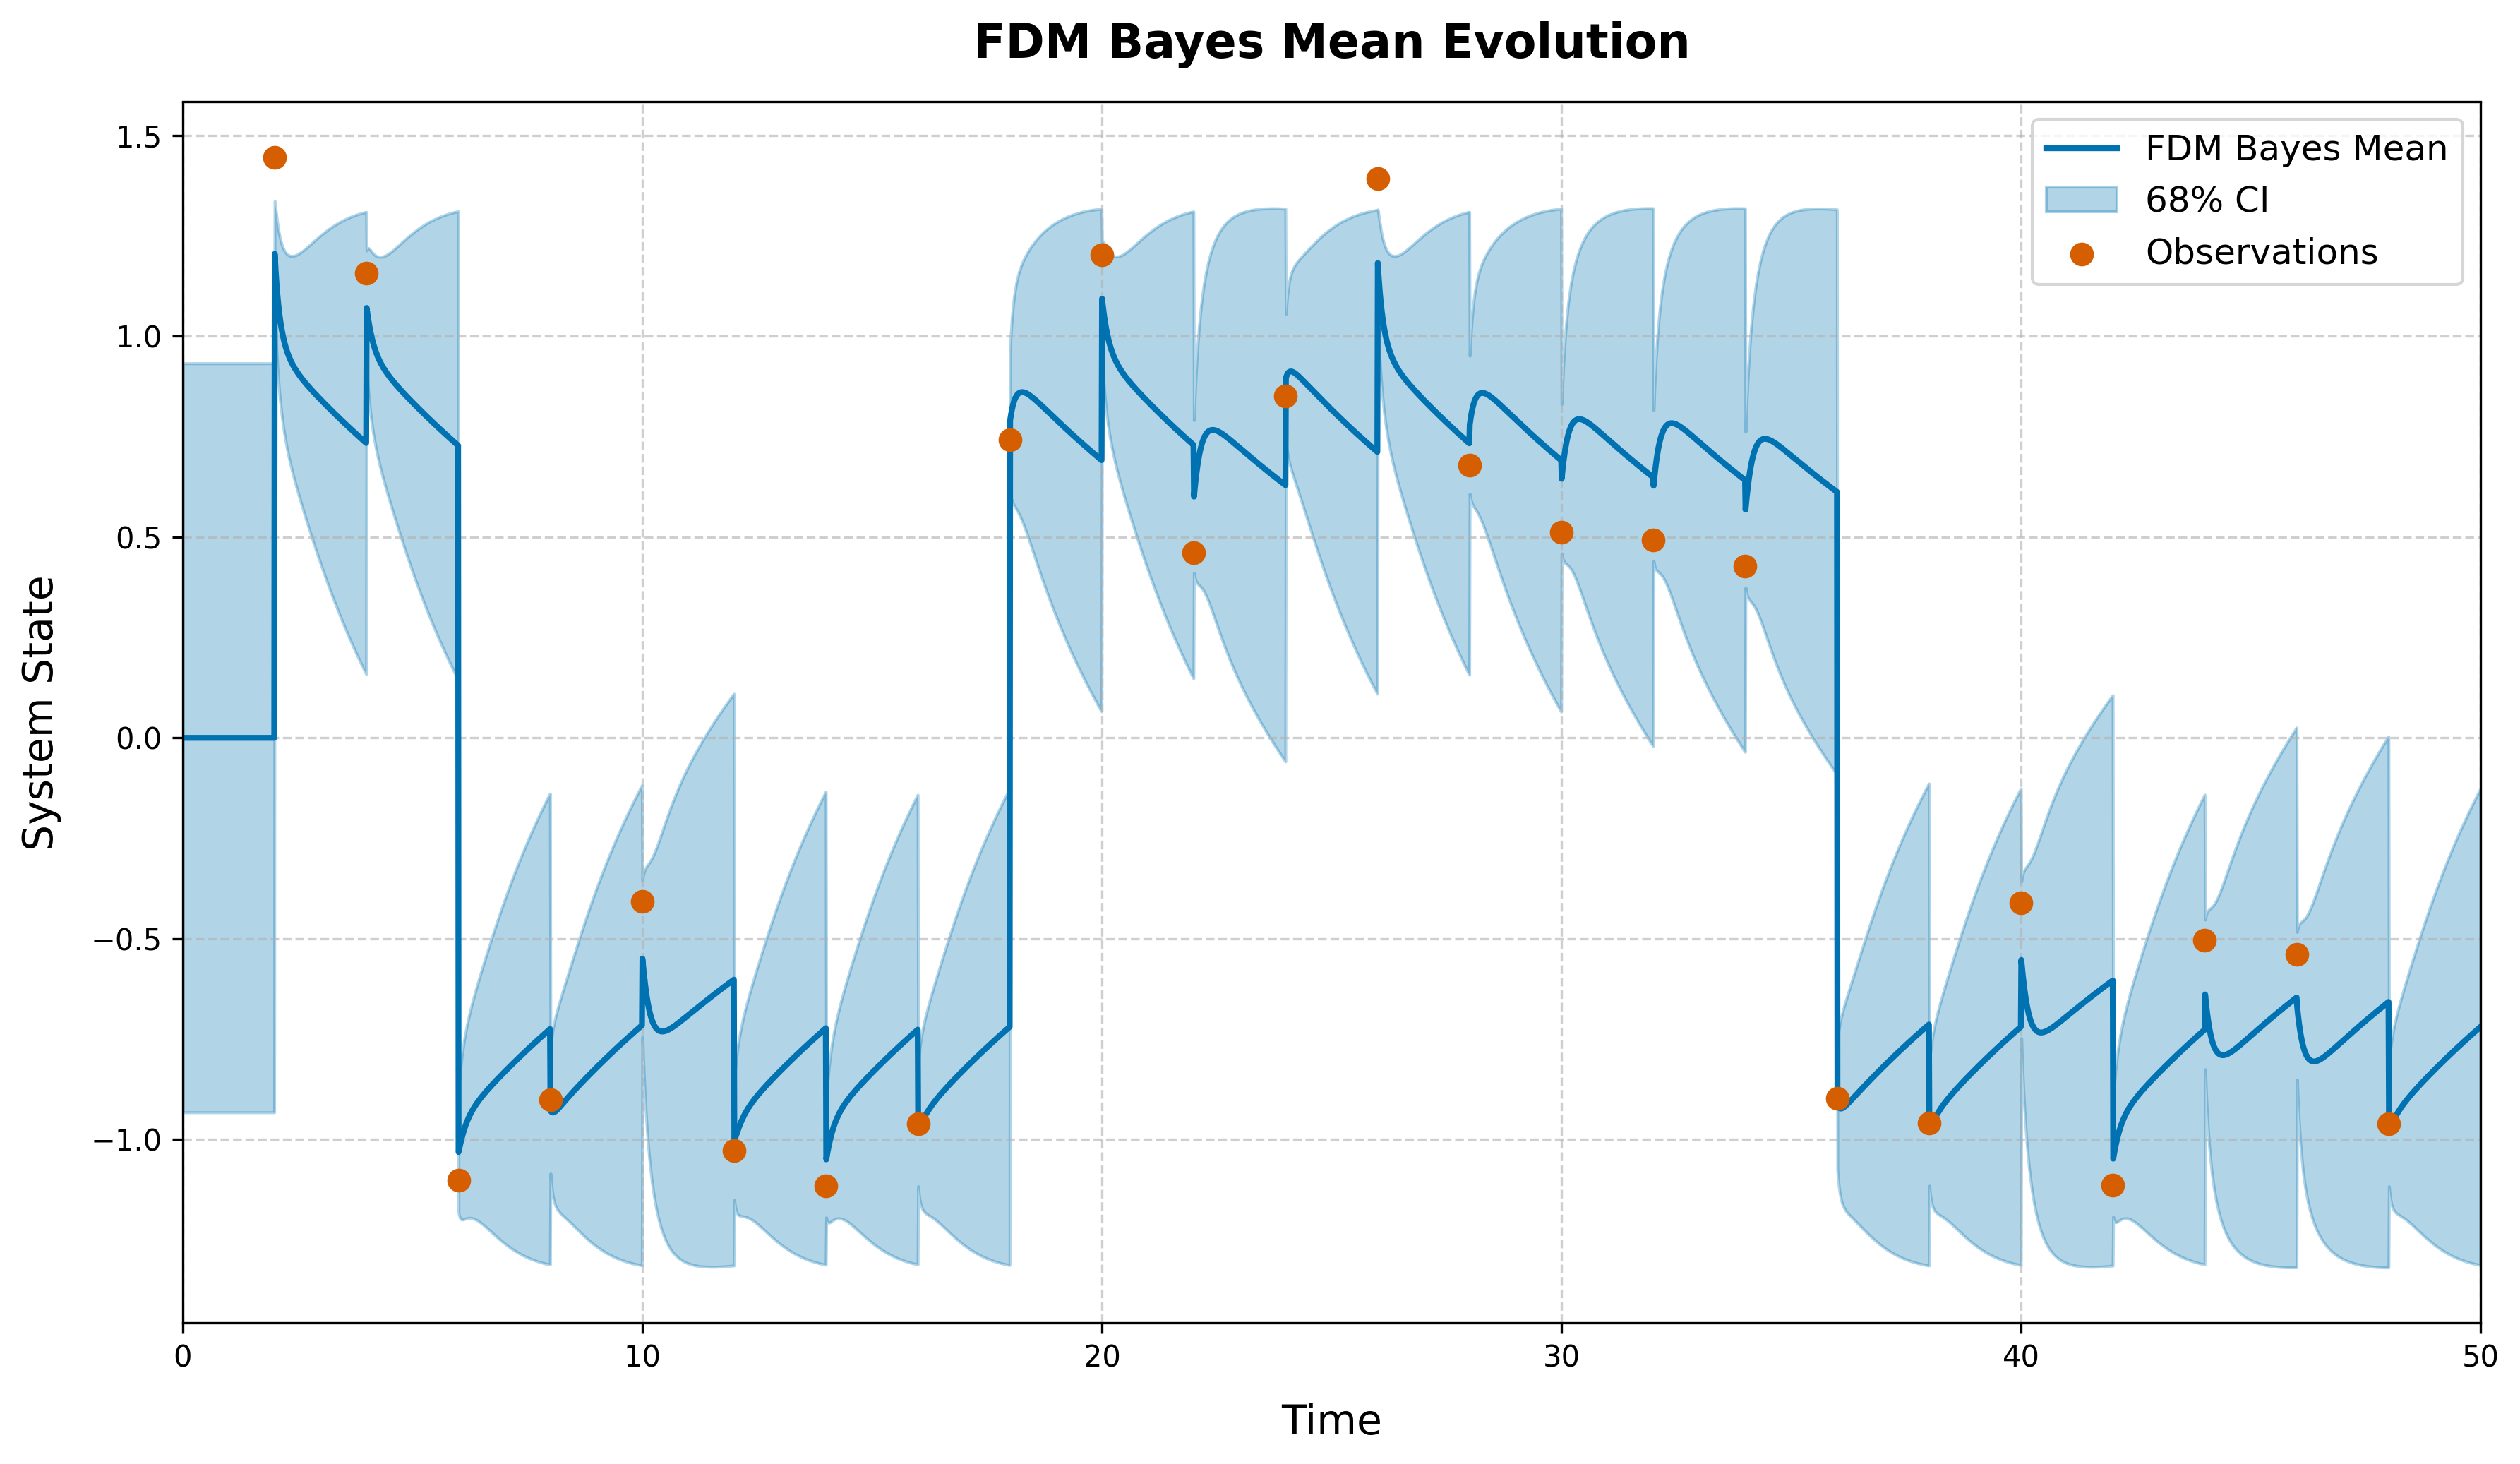 FDM Bayes Mean Evolution
FDM Bayes Mean
68% CI
Observations
System State
1.5
1.0
0.5
0.0
−0.5
−1.0
0
10
20
30
40
50
Time